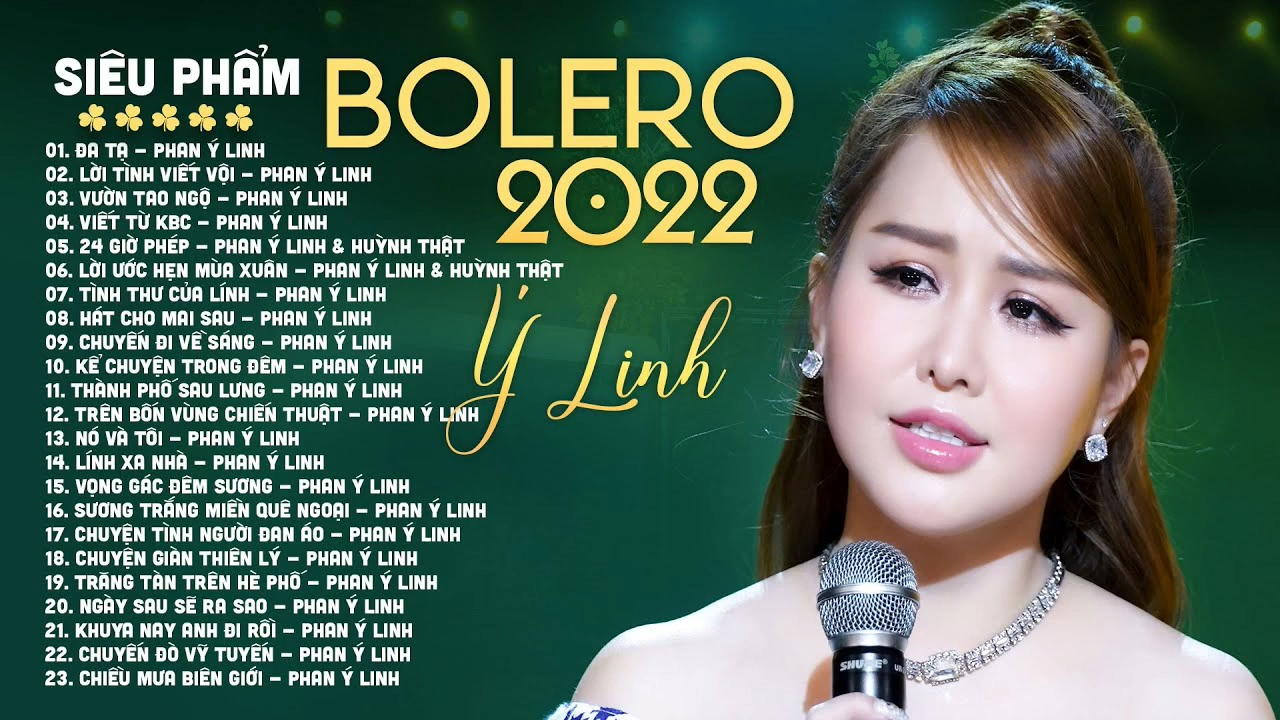 SIÊU PHẨM
BOLERO
2022
Ý Linh
01. ĐA TẠ – PHAN Ý LINH
02. LỜI TÌNH VIẾT VỘI – PHAN Ý LINH
03. VƯỜN TAO NGỘ – PHAN Ý LINH
04. VIẾT TỪ KBC – PHAN Ý LINH
05. 24 GIỜ PHÉP – PHAN Ý LINH & HUỲNH THẬT
06. LỜI ƯỚC HẸN MÙA XUÂN – PHAN Ý LINH & HUỲNH THẬT
07. TÌNH THƯ CỦA LÍNH – PHAN Ý LINH
08. HÁT CHO MAI SAU – PHAN Ý LINH
09. CHUYẾN ĐI VỀ SÁNG – PHAN Ý LINH
10. KỂ CHUYỆN TRONG ĐÊM – PHAN Ý LINH
11. THÀNH PHỐ SAU LƯNG – PHAN Ý LINH
12. TRÊN BỐN VÙNG CHIẾN THUẬT – PHAN Ý LINH
13. NÓ VÀ TÔI – PHAN Ý LINH
14. LÍNH XA NHÀ – PHAN Ý LINH
15. VỌNG GÁC ĐÊM SƯƠNG – PHAN Ý LINH
16. SƯƠNG TRẮNG MIỀN QUÊ NGOẠI – PHAN Ý LINH
17. CHUYỆN TÌNH NGƯỜI ĐAN ÁO – PHAN Ý LINH
18. CHUYỆN GIÀN THIÊN LÝ – PHAN Ý LINH
19. TRĂNG TÀN TRÊN HÈ PHỐ – PHAN Ý LINH
20. NGÀY SAU SẼ RA SAO – PHAN Ý LINH
21. KHUYA NAY ANH ĐI RỒI – PHAN Ý LINH
22. CHUYẾN ĐÒ VỸ TUYẾN – PHAN Ý LINH
23. CHIỀU MƯA BIÊN GIỚI – PHAN Ý LINH
SHURE